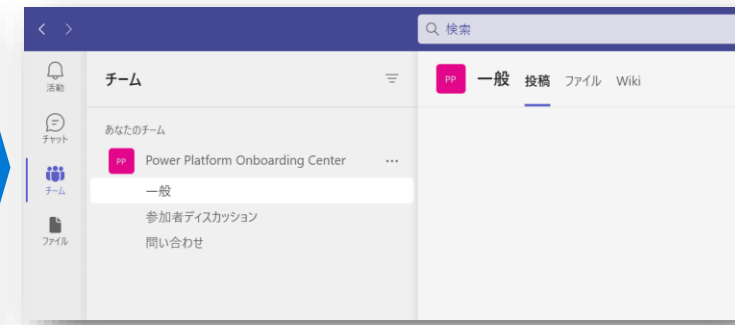 検索
活動
チャット
チーム
ファイル
チーム
あなたのチーム
PP Power Platform Onboarding Center ...
一般
参加者ディスカッション
問い合わせ
PP 一般 投稿 ファイル Wiki